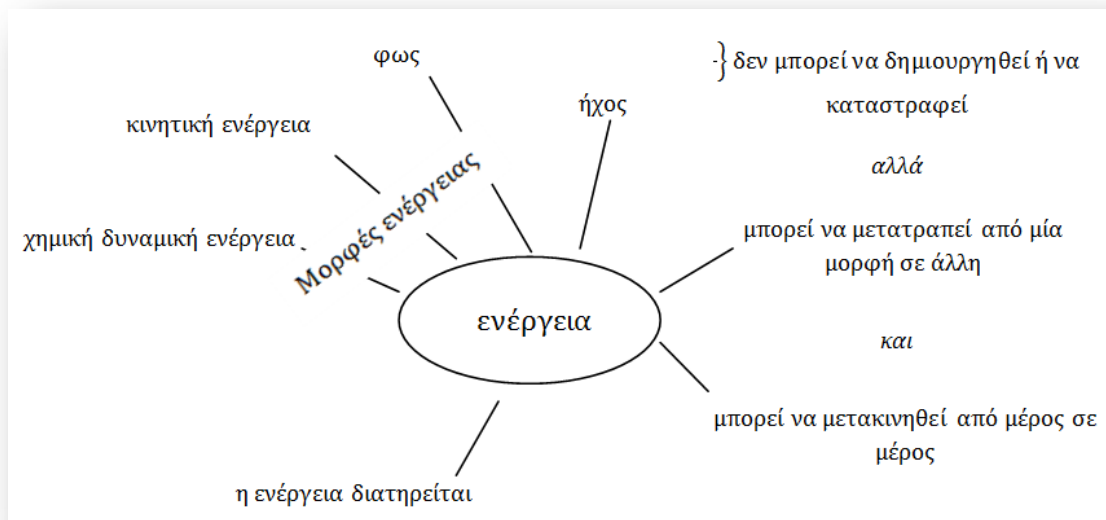 φως
ήχος
κινητική ενέργεια
Μορφές ενέργειας
χημική δυναμική ενέργεια
ενέργεια
η ενέργεια διατηρείται
-} δεν μπορεί να δημιουργηθεί ή να
καταστραφεί
αλλά
μπορεί να μετατραπεί από μία
μορφή σε άλλη
και
μπορεί να μετακινηθεί από μέρος σε
μέρος